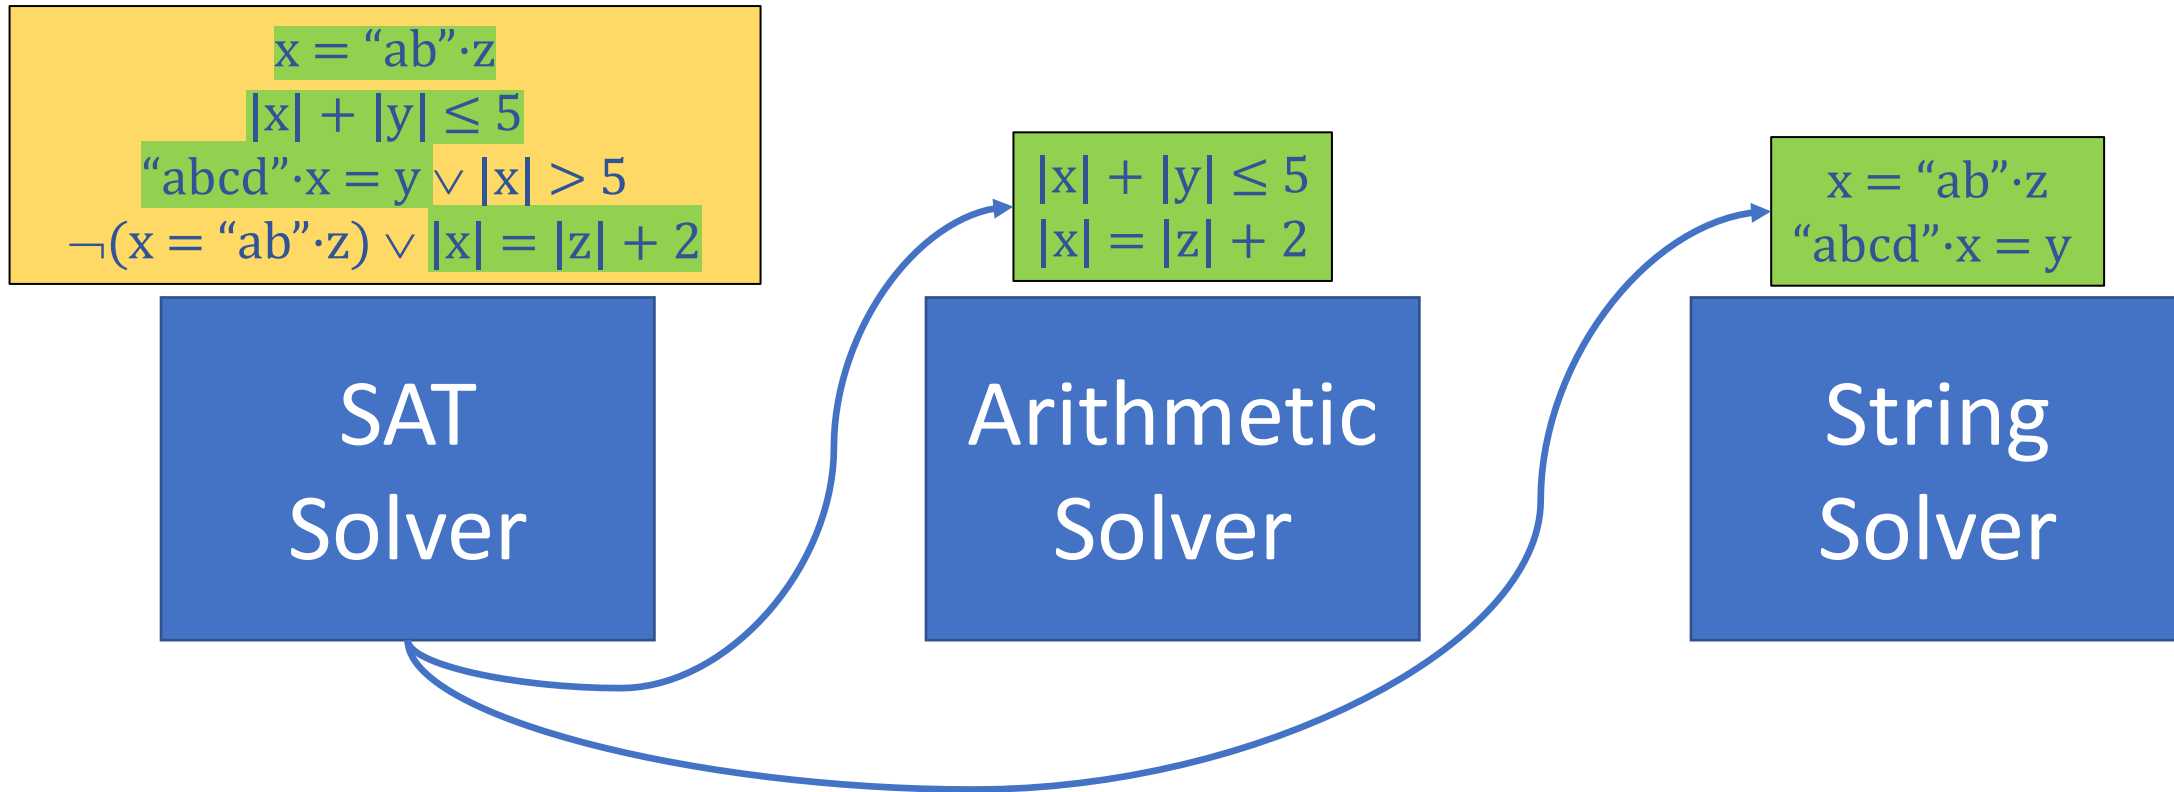 x = “ab”·z
|x| + |y| ≤ 5
“abcd”·x = y ∨ |x| > 5
¬(x = “ab”·z) ∨ |x| = |z| + 2
SAT
Solver
|x| + |y| ≤ 5
|x| = |z| + 2
Arithmetic
Solver
x = “ab”·z
“abcd”·x = y
String
Solver